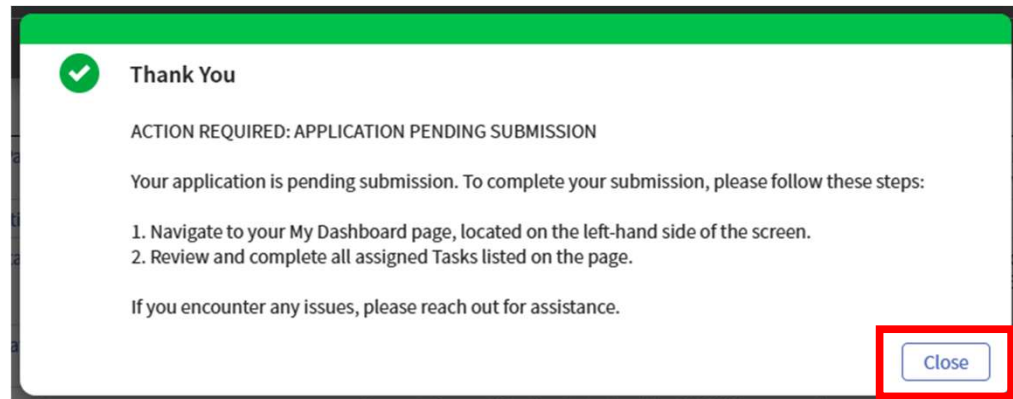 Thank You
ACTION REQUIRED: APPLICATION PENDING SUBMISSION
Your application is pending submission. To complete your submission, please follow these steps:
1. Navigate to your My Dashboard page, located on the left-hand side of the screen.
2. Review and complete all assigned Tasks listed on the page.
If you encounter any issues, please reach out for assistance.
Close